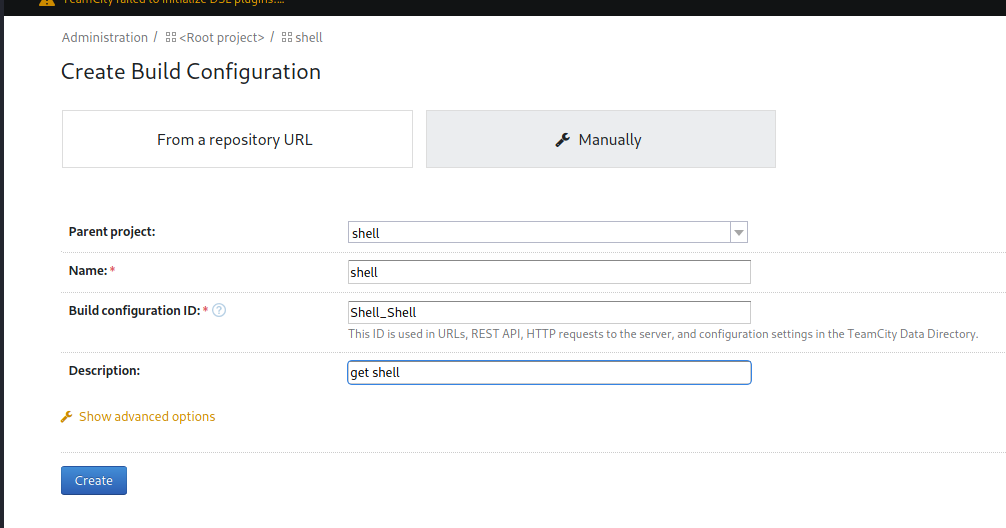 TeamCity failed to initialize DSL plugins....
Administration / <Root project> / shell
Create Build Configuration
From a repository URL
Manually
Parent project:
shell
Name: *
shell
Build configuration ID: * ?
Shell_Shell
This ID is used in URLs, REST API, HTTP requests to the server, and configuration settings in the TeamCity Data Directory.
Description:
get shell
Show advanced options
Create